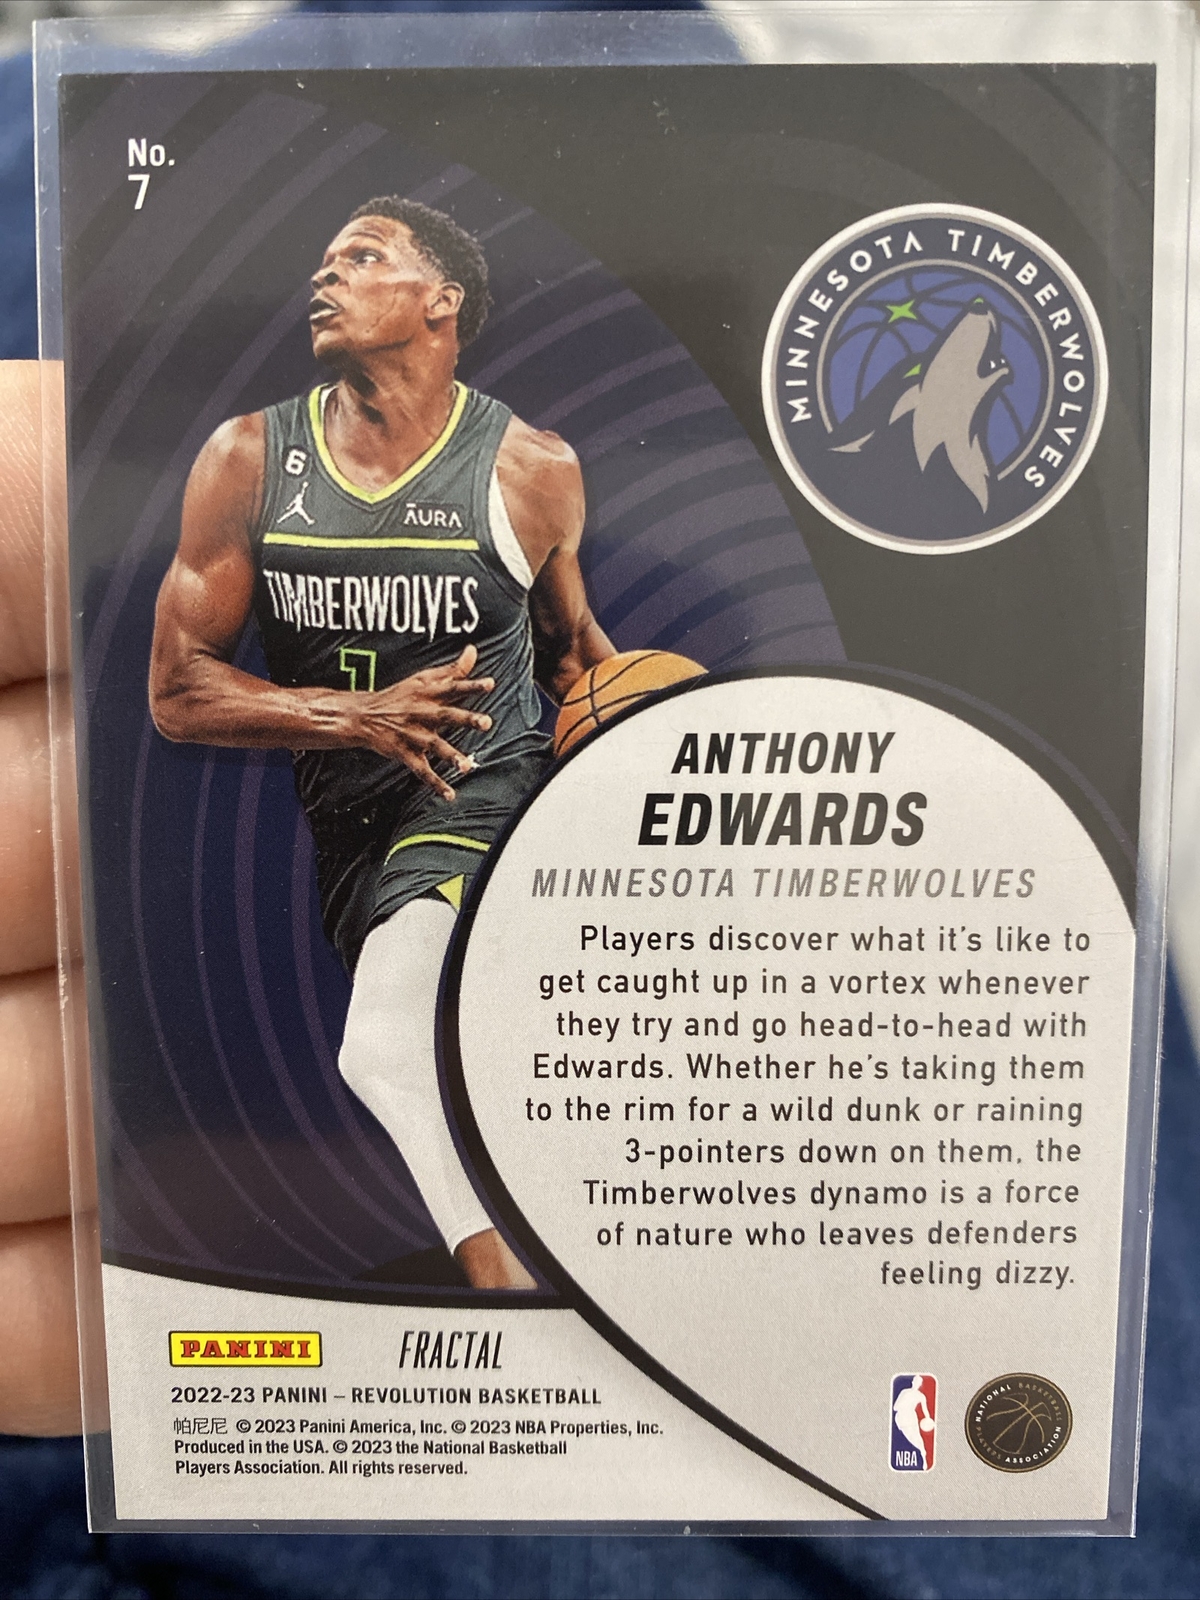 No.
7
MINNESOTA TIMBERWOLVES
6
AURA
TIMBERWOLVES
1
ANTHONY
EDWARDS
MINNESOTA TIMBERWOLVES
Players discover what it's like to
get caught up in a vortex whenever
they try and go head-to-head with
Edwards. Whether he's taking them
to the rim for a wild dunk or raining
3-pointers down on them, the
Timberwolves dynamo is a force
of nature who leaves defenders
feeling dizzy.
PANINI
FRACTAL
2022-23 PANINI – REVOLUTION BASKETBALL
帕尼尼 © 2023 Panini America, Inc. © 2023 NBA Properties, Inc.
Produced in the USA. © 2023 the National Basketball
Players Association. All rights reserved.
NBA
NATIONAL BASKETBALL
PLAYERS ASSOCIATION